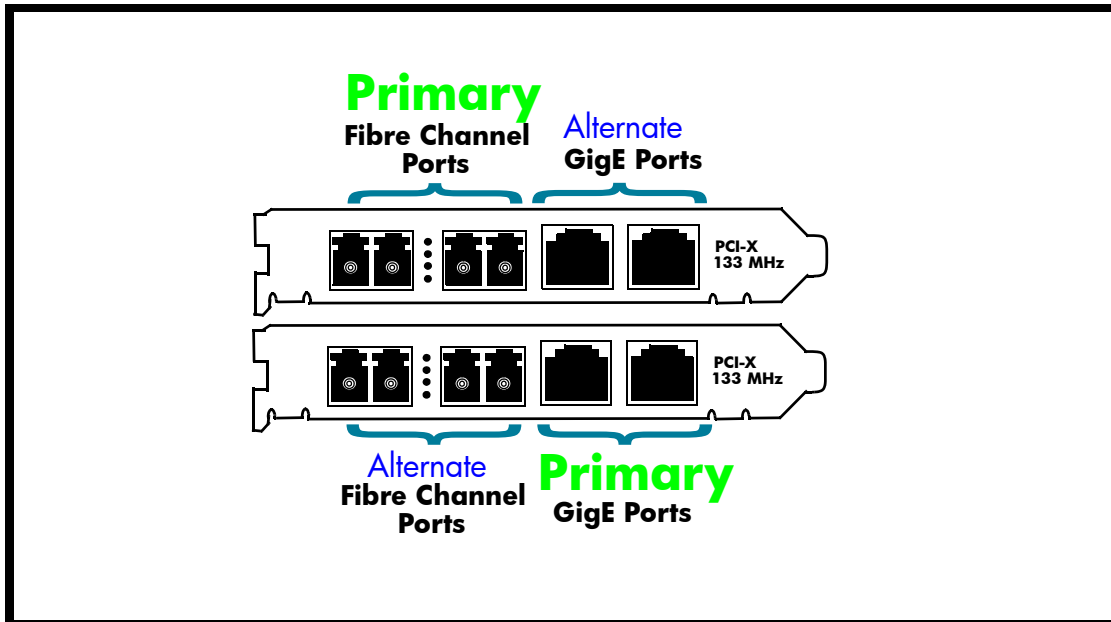 Primary
Fibre Channel
Ports
Alternate
GigE Ports
PCI-X
133 MHz
PCI-X
133 MHz
Alternate
Fibre Channel
Ports
Primary
GigE Ports